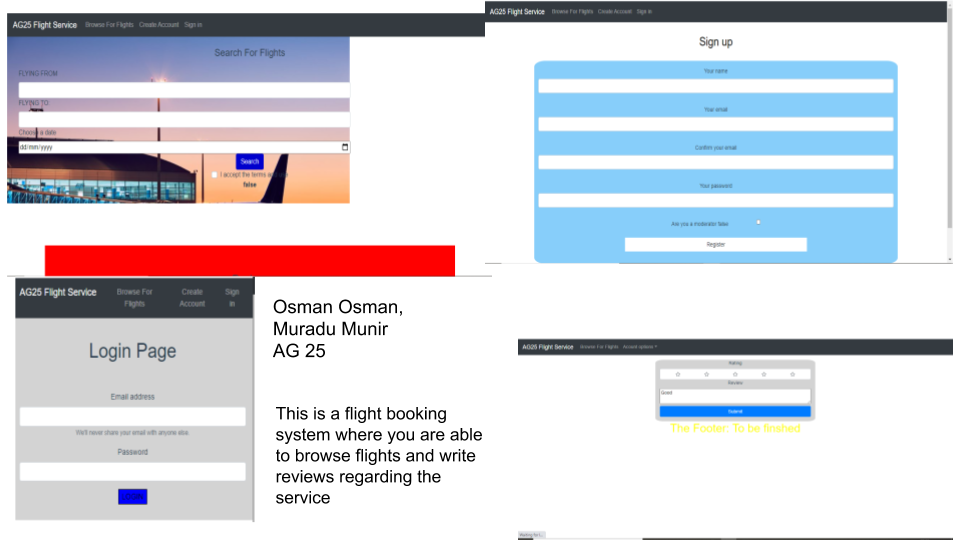 AG25 Flight Service Browse For Flights Create Account Sign in
Search For Flights
FLYING FROM
FLYING TO:
Choose a date
dd/mm/yyyy
Search
I accept the terms
false
AG25 Flight Service Browse For Flights Create Account Sign in
Sign up
Your name
Your email
Confirm your email
Your password
Are you a moderator false
Register
AG25 Flight Service Browse For Create Sign
Flights Account in
Login Page
Email address
We'll never share your email with anyone else.
Password
Osman Osman,
Muradu Munir
AG 25
This is a flight booking
system where you are able
to browse flights and write
reviews regarding the
service
AG25 Flight Service Browse For Flights Account options
Rating
Review
Good
Submit
The Footer: To be finished